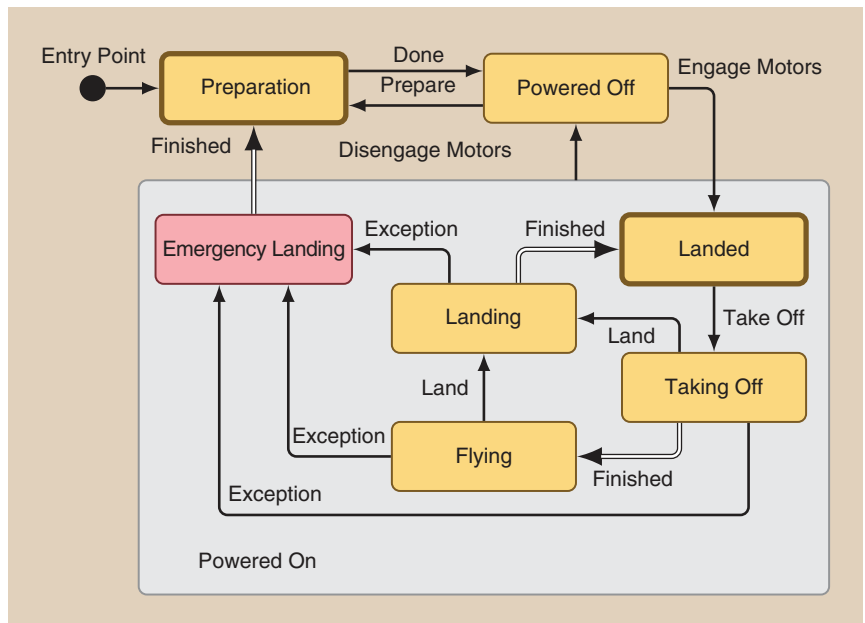 Entry Point
Preparation
Done
Prepare
Powered Off
Engage Motors
Finished
Disengage Motors
Emergency Landing
Exception
Finished
Landed
Landing
Take Off
Land
Taking Off
Land
Exception
Flying
Finished
Exception
Powered On